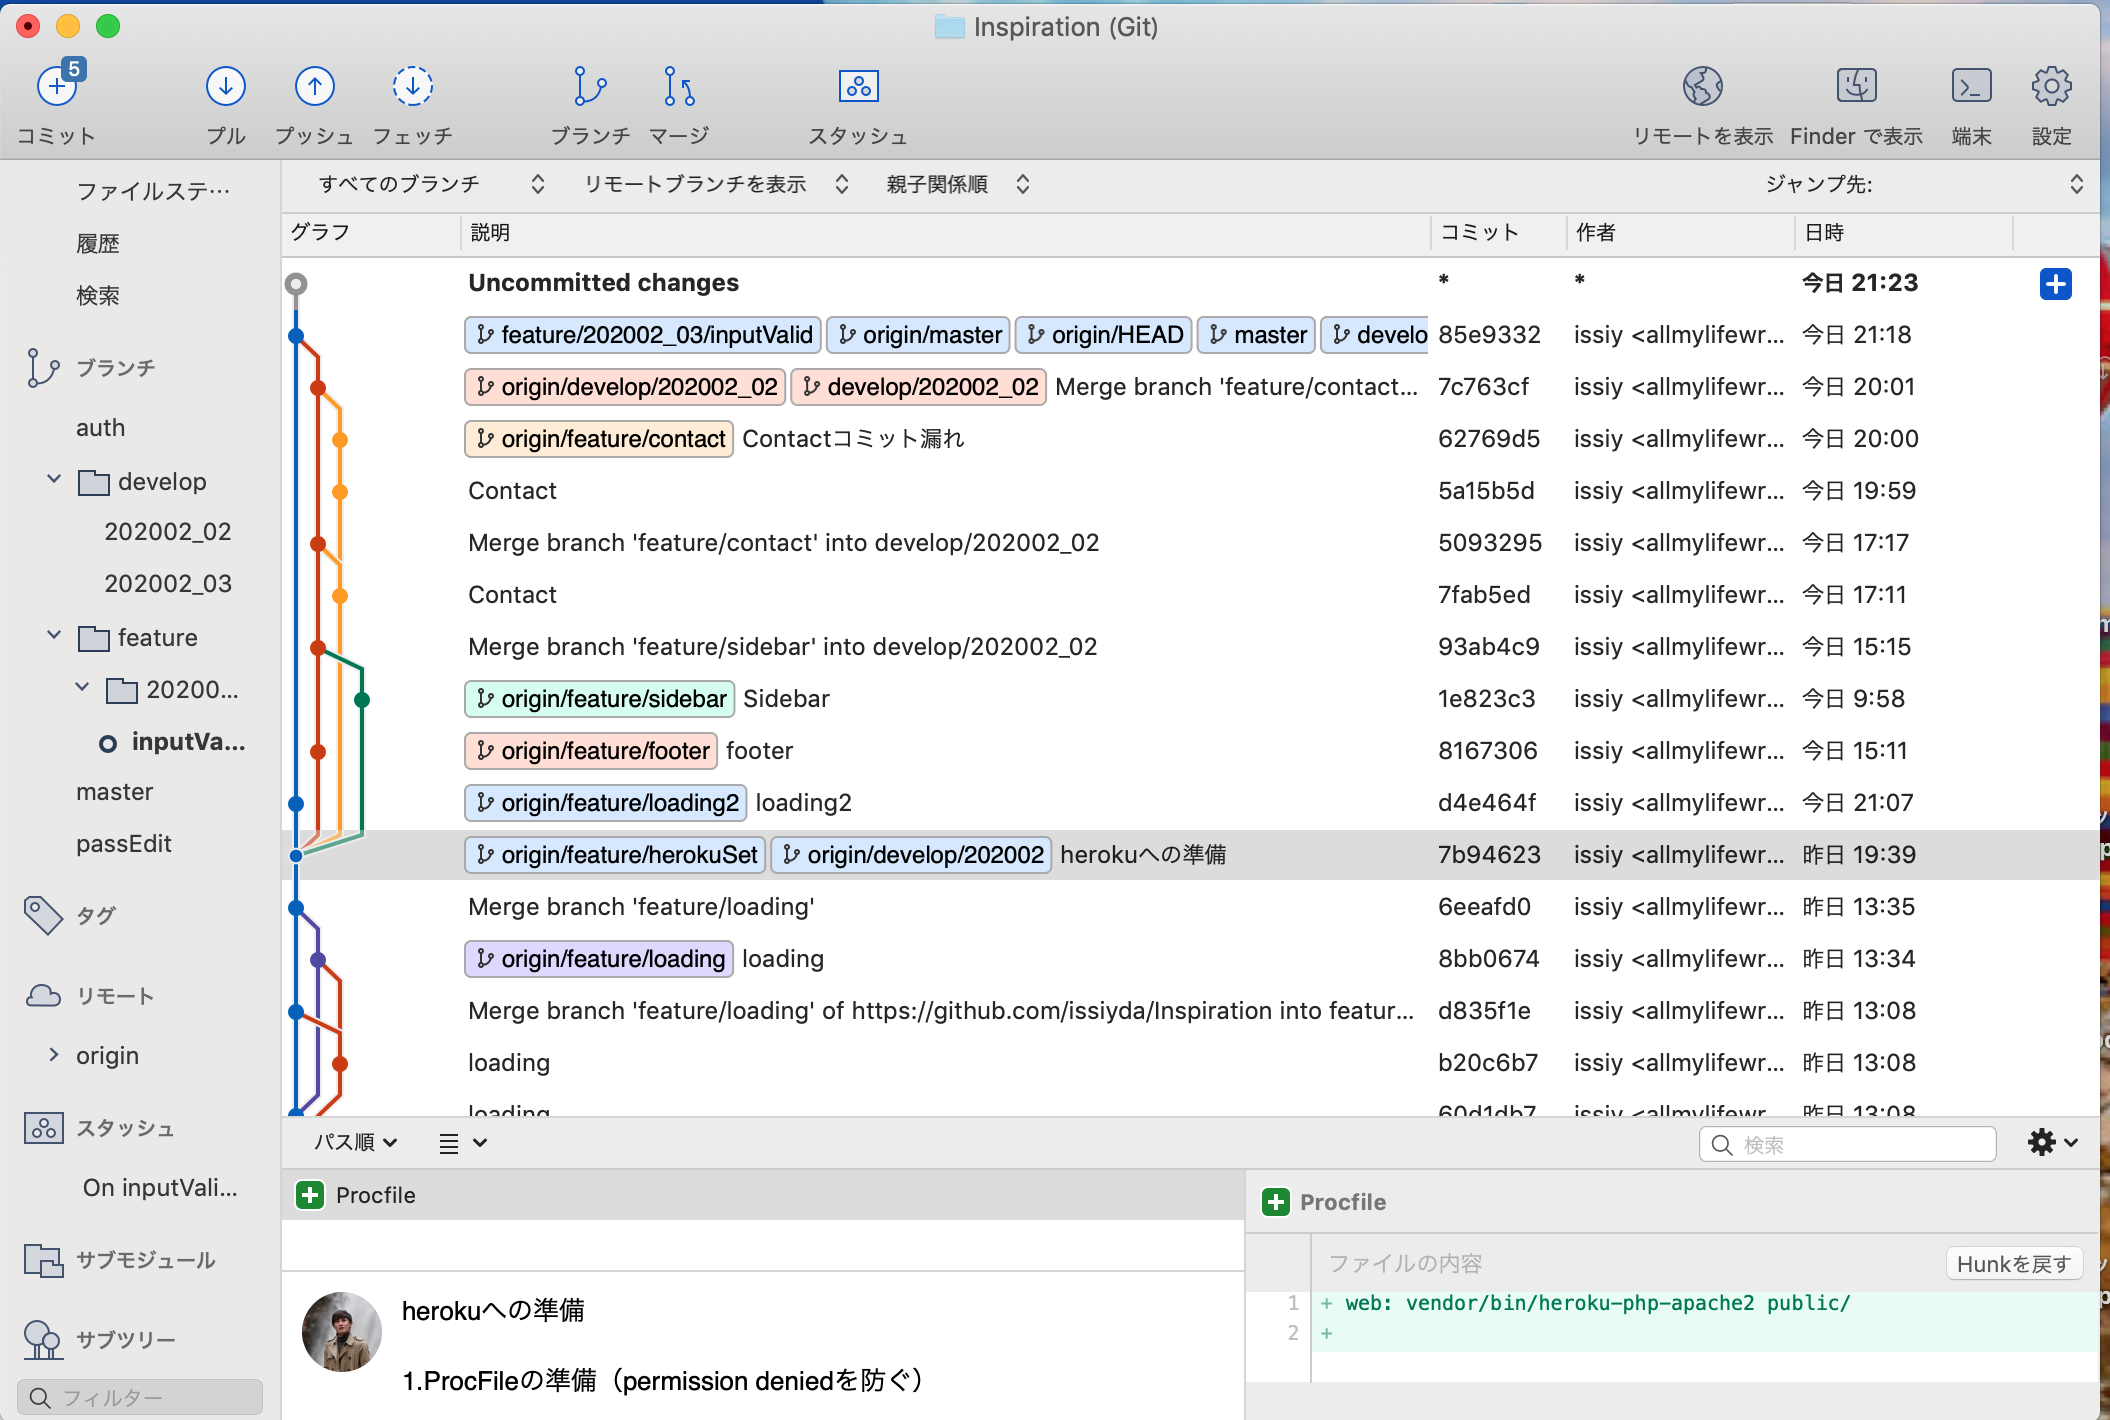 Inspiration (Git)
5
コミット
プル
プッシュ
フェッチ
ブランチ
マージ
スタッシュ
リモートを表示
Finder で表示
端末
設定
ファイルステ…
履歴
検索
ブランチ
auth
develop
202002_02
202002_03
feature
20200...
inputVa...
master
passEdit
タグ
リモート
origin
スタッシュ
On inputVali...
サブモジュール
サブツリー
フィルター
すべてのブランチ リモートブランチを表示 親子関係順 ジャンプ先:
グラフ 説明 コミット 作者 日時
Uncommitted changes * * 今日 21:23
feature/202002_03/inputValid origin/master origin/HEAD master develo 85e9332 issiy <allmylifewr... 今日 21:18
origin/develop/202002_02 develop/202002_02 Merge branch 'feature/contact... 7c763cf issiy <allmylifewr... 今日 20:01
origin/feature/contact Contactコミット漏れ 62769d5 issiy <allmylifewr... 今日 20:00
Contact 5a15b5d issiy <allmylifewr... 今日 19:59
Merge branch 'feature/contact' into develop/202002_02 5093295 issiy <allmylifewr... 今日 17:17
Contact 7fab5ed issiy <allmylifewr... 今日 17:11
Merge branch 'feature/sidebar' into develop/202002_02 93ab4c9 issiy <allmylifewr... 今日 15:15
origin/feature/sidebar Sidebar 1e823c3 issiy <allmylifewr... 今日 9:58
origin/feature/footer footer 8167306 issiy <allmylifewr... 今日 15:11
origin/feature/loading2 loading2 d4e464f issiy <allmylifewr... 今日 21:07
origin/feature/herokuSet origin/develop/202002 herokuへの準備 7b94623 issiy <allmylifewr... 昨日 19:39
Merge branch 'feature/loading' 6eeafd0 issiy <allmylifewr... 昨日 13:35
origin/feature/loading loading 8bb0674 issiy <allmylifewr... 昨日 13:34
Merge branch 'feature/loading' of https://github.com/issiyda/Inspiration into featur... d835f1e issiy <allmylifewr... 昨日 13:08
loading b20c6b7 issiy <allmylifewr... 昨日 13:08
loading 60d1db7 issiy <allmylifewr... 昨日 13:08
パス順 検索
Procfile
herokuへの準備
1.ProcFileの準備（permission deniedを防ぐ）
Procfile
ファイルの内容 Hunkを戻す
1 + web: vendor/bin/heroku-php-apache2 public/
2 +